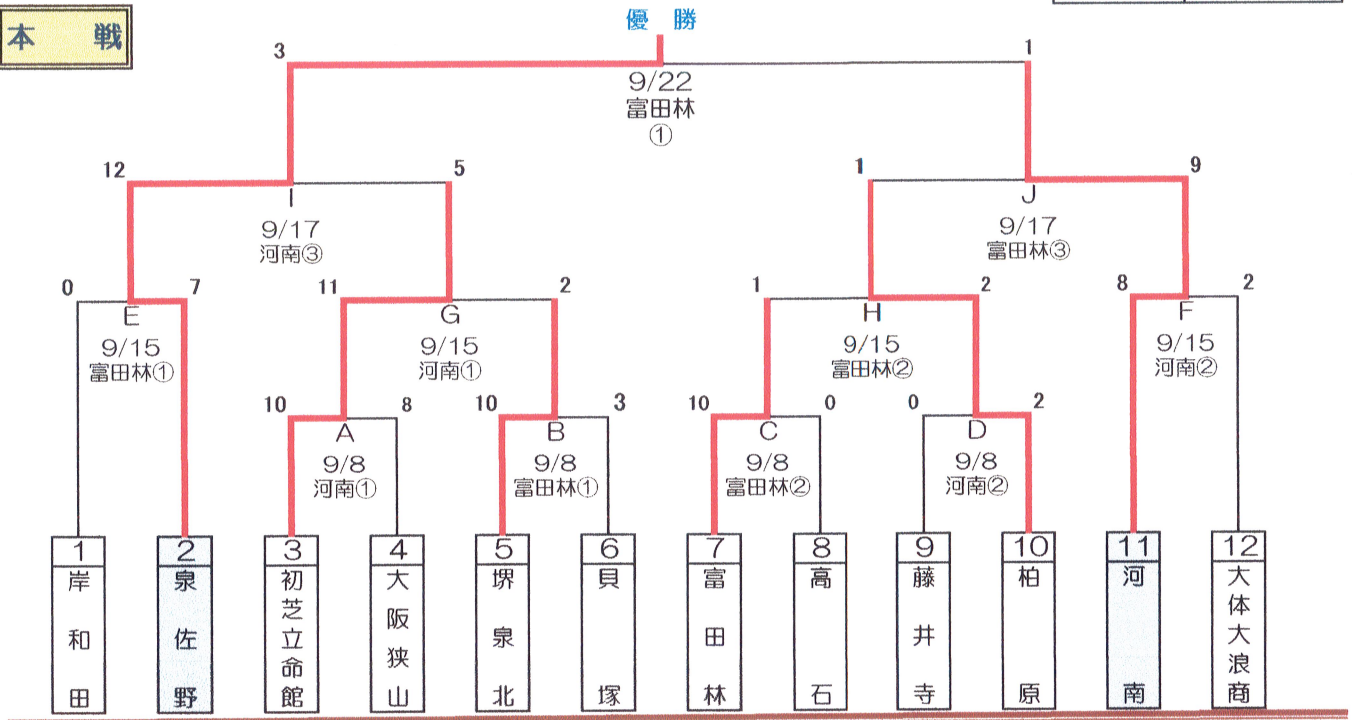 優 勝
本 戦
3
1
9/22
富田林
①
12
5
1
9
I
J
9/17
河南③
9/17
富田林③
0
7
11
2
1
2
8
2
E
G
H
F
9/15
富田林①
9/15
河南①
9/15
富田林②
9/15
河南②
10
8
10
3
10
0
0
2
A
B
C
D
9/8
河南①
9/8
富田林①
9/8
富田林②
9/8
河南②
1
岸和田
2
泉佐野
3
初芝立命館
4
大阪狭山
5
堺泉北
6
貝塚
7
富田林
8
高石
9
藤井寺
10
柏原
11
河南
12
大体大浪商